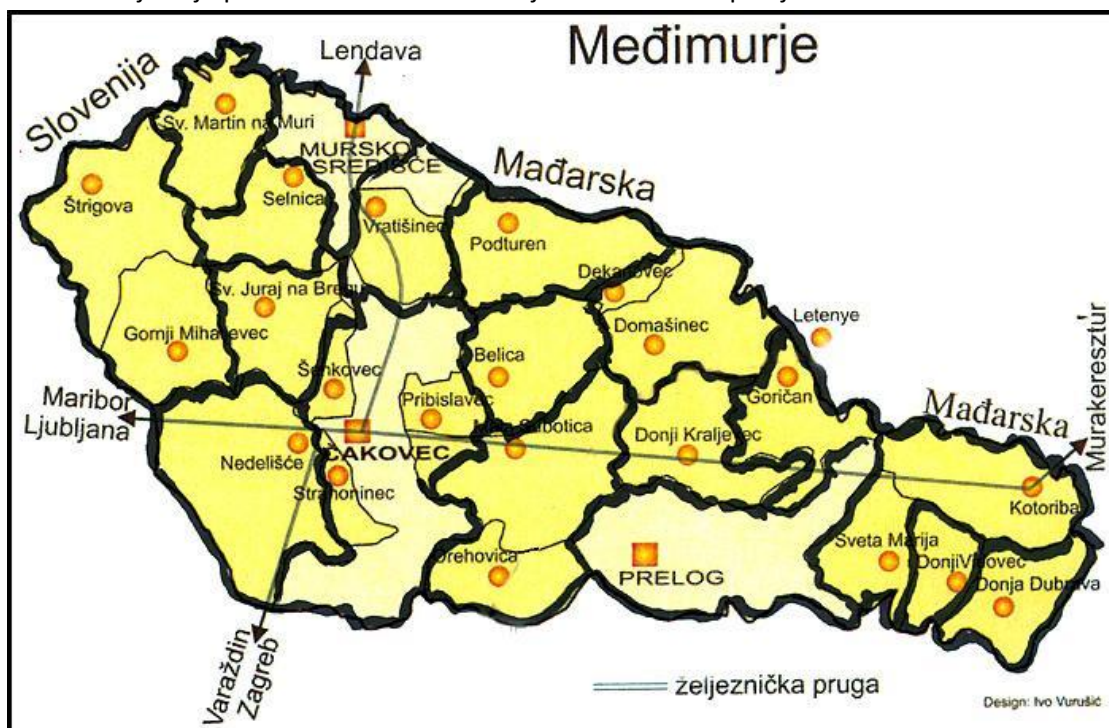 Međimurje
Lendava
Slovenija
Sv. Martin na Muri
MURSKO
SREDIŠĆE
Mađarska
Štrigova
Selnica
Vratišinec
Podturen
Dekanovec
Sv. Juraj na Bregu
Gornji Mihaljevec
Domašinec
Letenye
Murakeresztúr
Belica
Šenkovec
Goričan
Maribor
Ljubljana
Pribislavec
Mađarska
Mala Subotica
Donji Kraljevec
Nedelišće
ČAKOVEC
Strahoninec
Kotoriba
Sveta Marija
Orehovica
PRELOG
Donji Vidovec
Donja Dubrava
Varaždin
Zagreb
željeznička pruga
Design: Ivo Vurušić